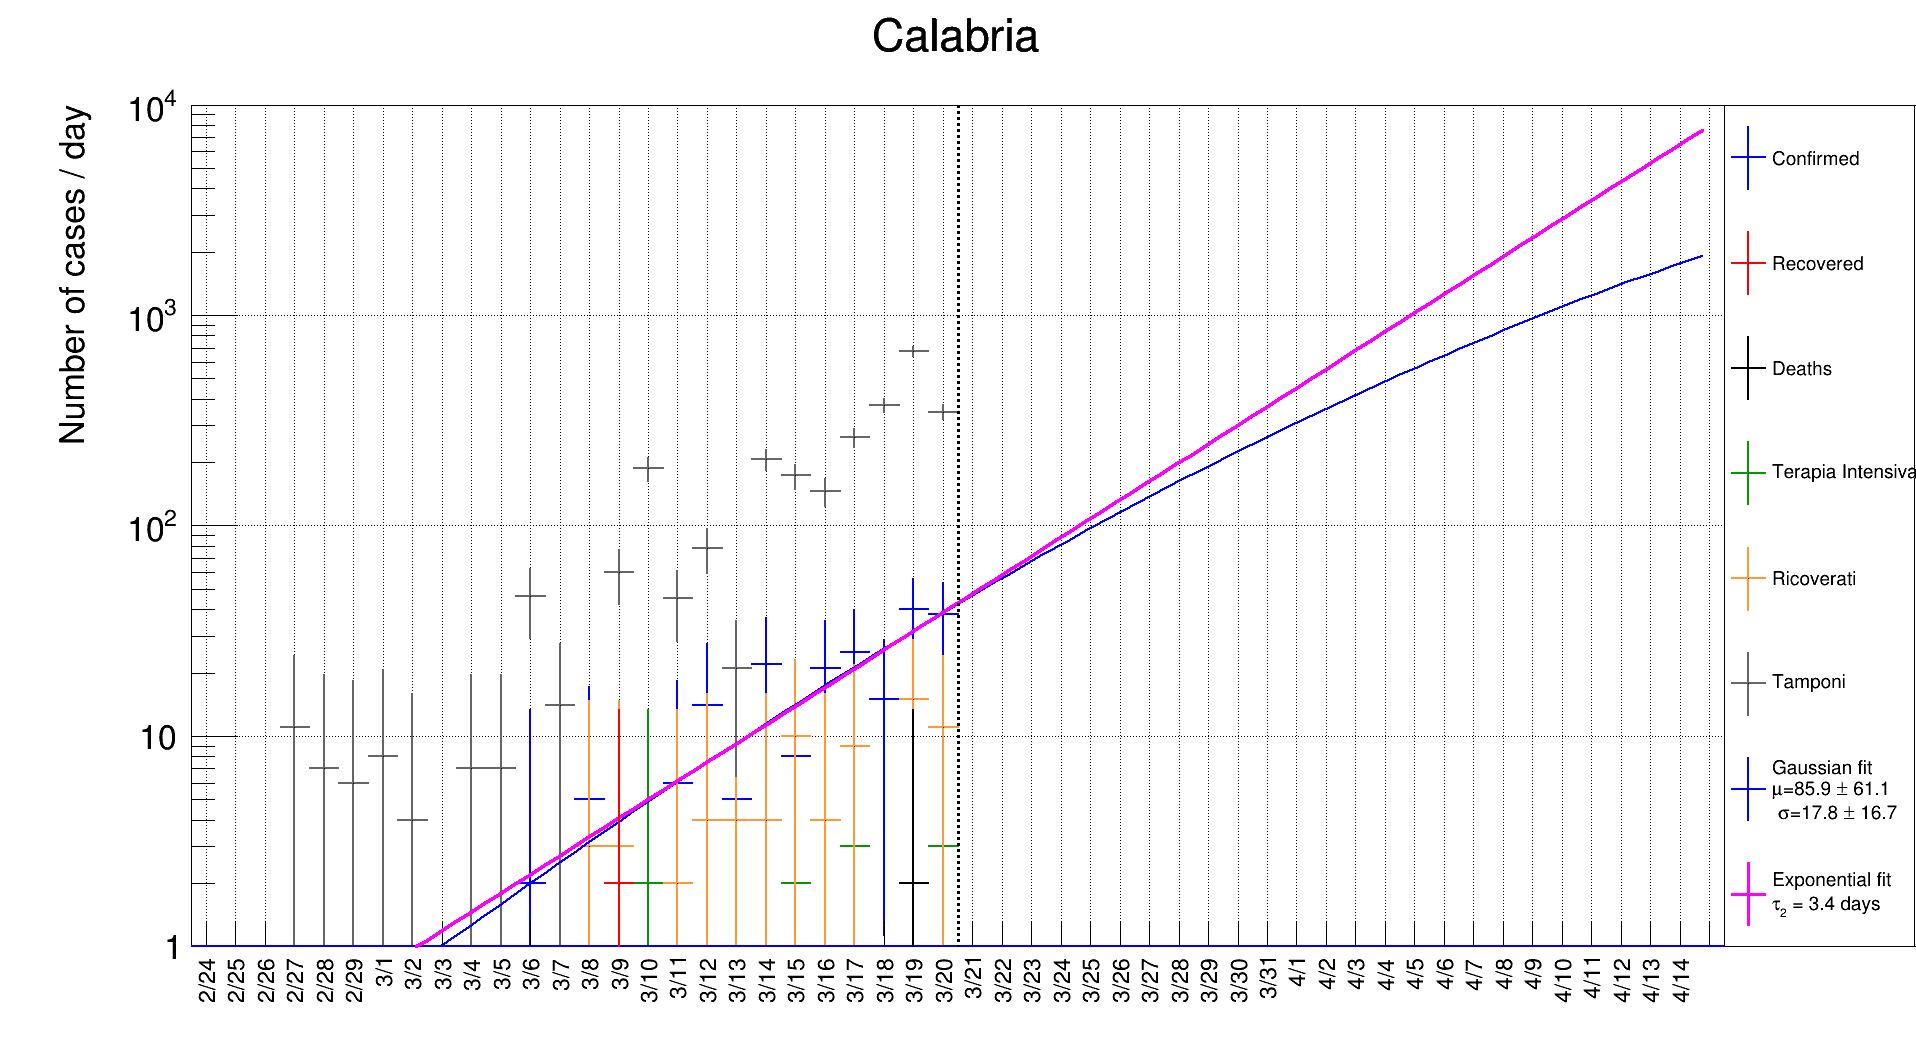 Calabria
Number of cases / day
10⁴
10³
10²
10
1
2/24 2/25 2/26 2/27 2/28 2/29 3/1 3/2 3/3 3/4 3/5 3/6 3/7 3/8 3/9 3/10 3/11 3/12 3/13 3/14 3/15 3/16 3/17 3/18 3/19 3/20 3/21 3/22 3/23 3/24 3/25 3/26 3/27 3/28 3/29 3/30 3/31 4/1 4/2 4/3 4/4 4/5 4/6 4/7 4/8 4/9 4/10 4/11 4/12 4/13 4/14
Confirmed
Recovered
Deaths
Terapia Intensiva
Ricoverati
Tamponi
Gaussian fit
μ=85.9 ± 61.1
σ=17.8 ± 16.7
Exponential fit
τ₂ = 3.4 days